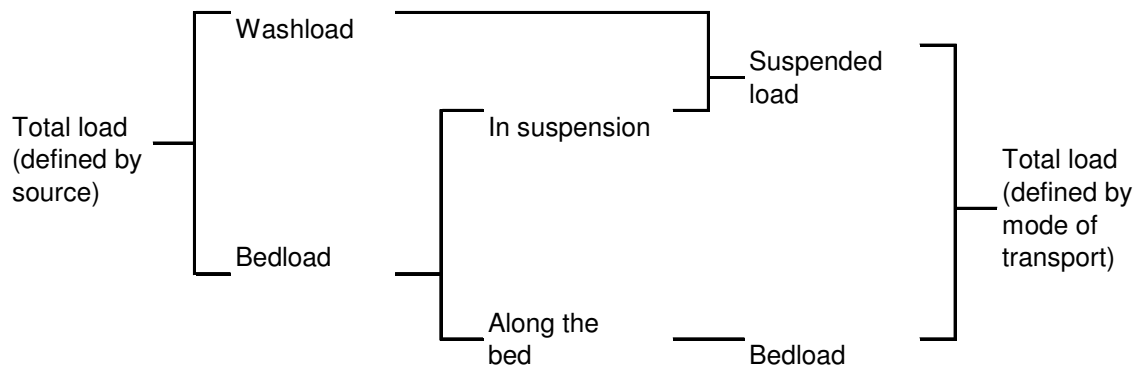 Washload
Suspended
load
In suspension
Total load
(defined by
source)
Total load
(defined by
mode of
transport)
Bedload
Along the
bed
Bedload